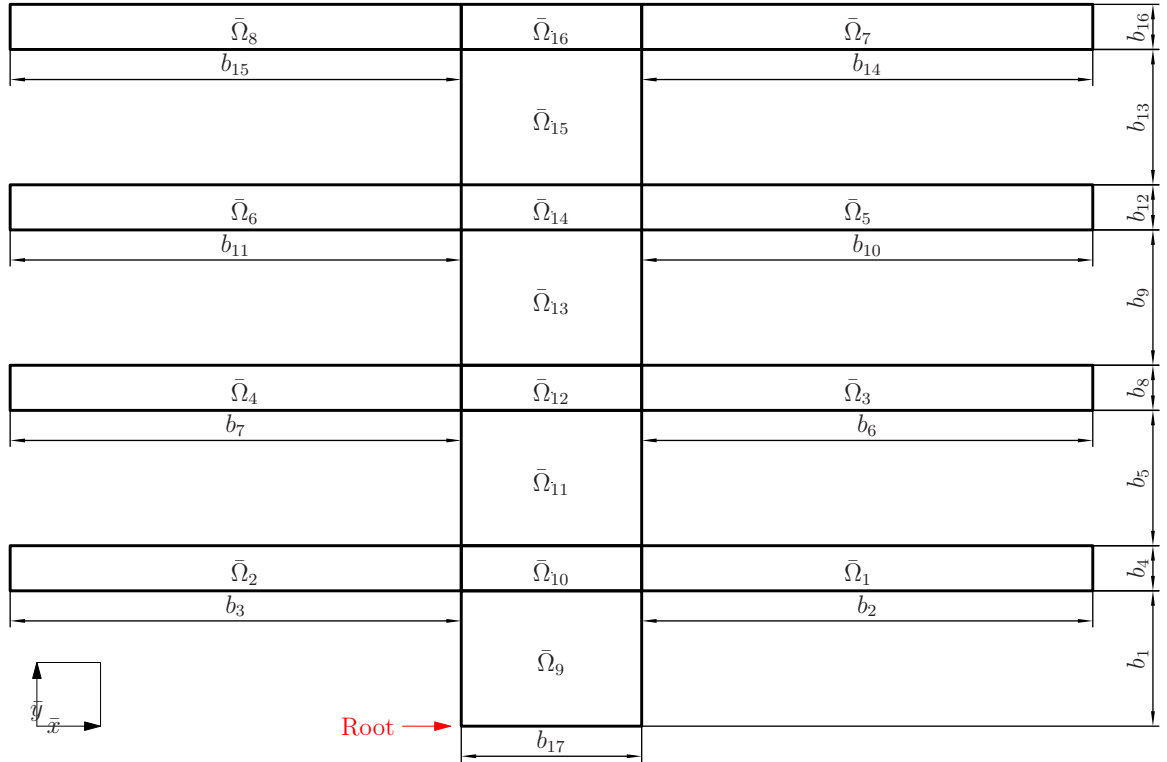 Ω̄₈ Ω̄₁₆ Ω̄₇ b₁₆
b₁₅ b₁₄
Ω̄₁₅ b₁₃
Ω̄₆ Ω̄₁₄ Ω̄₅ b₁₂
b₁₁ b₁₀
Ω̄₁₃ b₉
Ω̄₄ Ω̄₁₂ Ω̄₃ b₈
b₇ b₆
Ω̄₁₁ b₅
Ω̄₂ Ω̄₁₀ Ω̄₁ b₄
b₃ b₂
Ω̄₉ b₁
ȳ x̄
Root
b₁₇